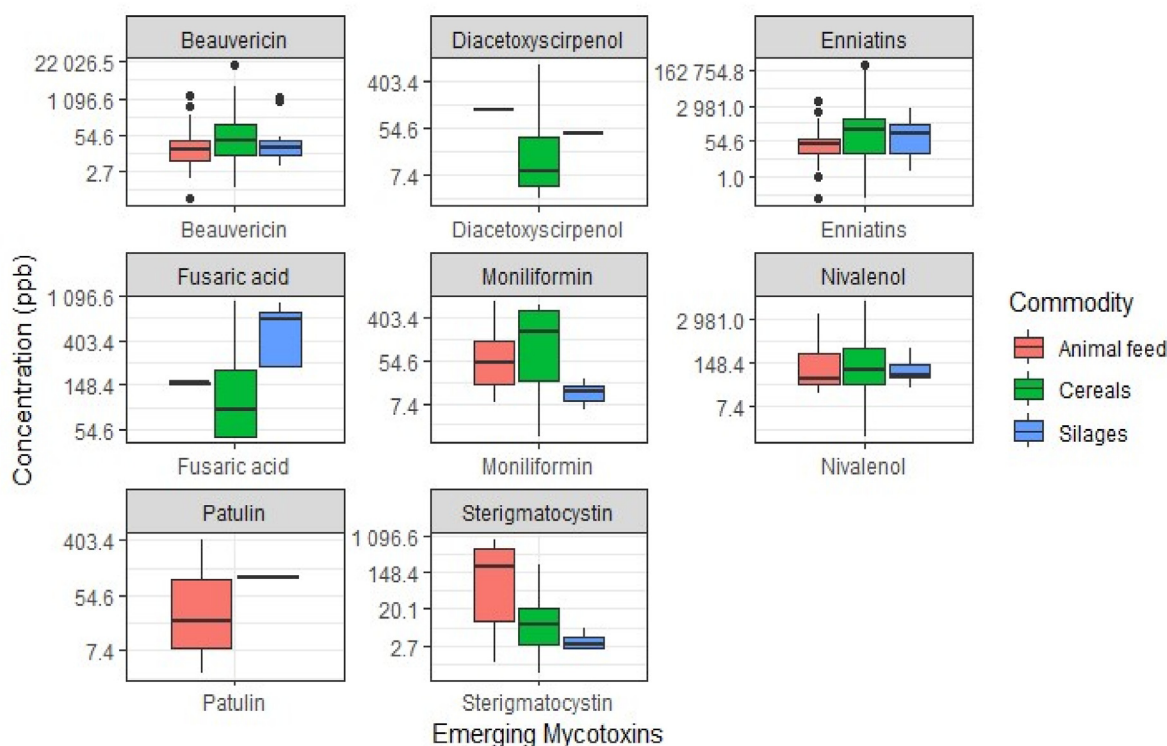 Beauvericin
22 026.5
1 096.6
54.6
2.7
Beauvericin
Diacetoxyscirpenol
403.4
54.6
7.4
Diacetoxyscirpenol
Enniatins
162 754.8
2 981.0
54.6
1.0
Enniatins
Concentration (ppb)
Fusaric acid
1 096.6
403.4
148.4
54.6
Fusaric acid
Moniliformin
403.4
54.6
7.4
Moniliformin
Nivalenol
2 981.0
148.4
7.4
Nivalenol
Commodity
Animal feed
Cereals
Silages
Patulin
403.4
54.6
7.4
Patulin
Sterigmatocystin
1 096.6
148.4
20.1
2.7
Sterigmatocystin
Emerging Mycotoxins